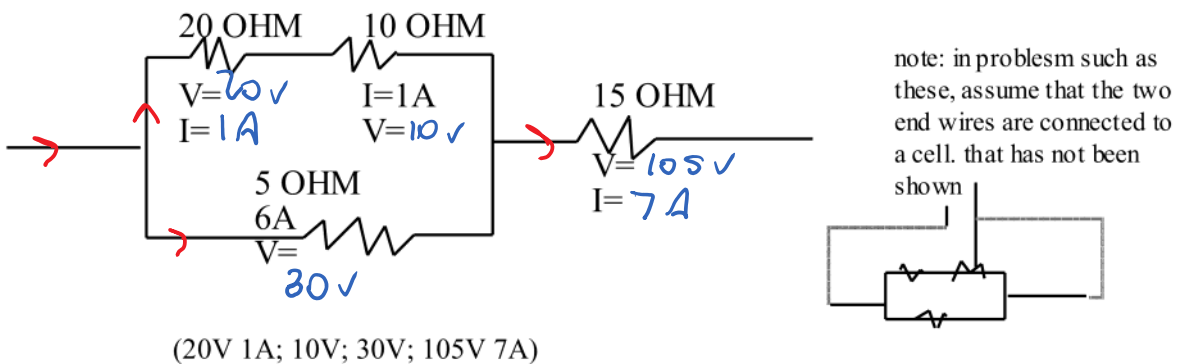 20 OHM 10 OHM
V=20v I=1A
I=1A V=10v
15 OHM
V=105v
I=7A
5 OHM
6A
V=
30v
(20V 1A; 10V; 30V; 105V 7A)
note: in problesm such as
these, assume that the two
end wires are connected to
a cell. that has not been
shown